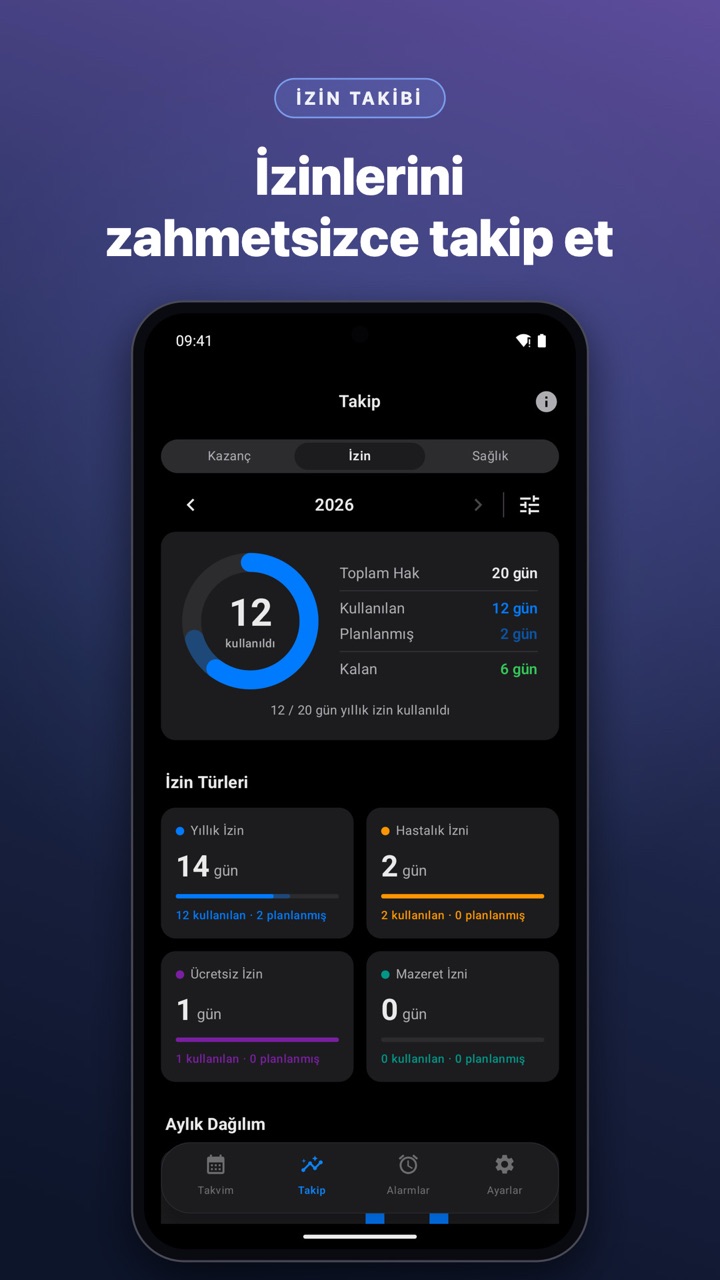 İZİN TAKİBİ
İzinlerini
zahmetsizce takip et
09:41
Takip
Kazanç İzin Sağlık
2026
12
kullanıldı
Toplam Hak 20 gün
Kullanılan 12 gün
Planlanmış 2 gün
Kalan 6 gün
12 / 20 gün yıllık izin kullanıldı
İzin Türleri
Yıllık İzin
14 gün
12 kullanılan · 2 planlanmış
Hastalık İzni
2 gün
2 kullanılan · 0 planlanmış
Ücretsiz İzin
1 gün
1 kullanılan · 0 planlanmış
Mazeret İzni
0 gün
0 kullanılan · 0 planlanmış
Aylık Dağılım
Takvim Takip Alarmlar Ayarlar